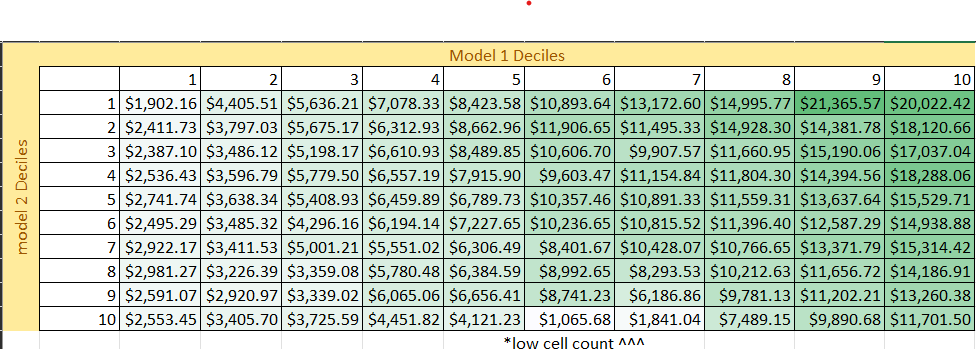 Model 1 Deciles
1 2 3 4 5 6 7 8 9 10
model 2 Deciles
1 $1,902.16 $4,405.51 $5,636.21 $7,078.33 $8,423.58 $10,893.64 $13,172.60 $14,995.77 $21,365.57 $20,022.42
2 $2,411.73 $3,797.03 $5,675.17 $6,312.93 $8,662.96 $11,906.65 $11,495.33 $14,928.30 $14,381.78 $18,120.66
3 $2,387.10 $3,486.12 $5,198.17 $6,610.93 $8,489.85 $10,606.70 $9,907.57 $11,660.95 $15,190.06 $17,037.04
4 $2,536.43 $3,596.79 $5,779.50 $6,557.19 $7,915.90 $9,603.47 $11,154.84 $11,804.30 $14,394.56 $18,288.06
5 $2,741.74 $3,638.34 $5,408.93 $6,459.89 $6,789.73 $10,357.46 $10,891.33 $11,559.31 $13,637.64 $15,529.71
6 $2,495.29 $3,485.32 $4,296.16 $6,194.14 $7,227.65 $10,236.65 $10,815.52 $11,396.40 $12,587.29 $14,938.88
7 $2,922.17 $3,411.53 $5,001.21 $5,551.02 $6,306.49 $8,401.67 $10,428.07 $10,766.65 $13,371.79 $15,314.42
8 $2,981.27 $3,226.39 $3,359.08 $5,780.48 $6,384.59 $8,992.65 $8,293.53 $10,212.63 $11,656.72 $14,186.91
9 $2,591.07 $2,920.97 $3,339.02 $6,065.06 $6,656.41 $8,741.23 $6,186.86 $9,781.13 $11,202.21 $13,260.38
10 $2,553.45 $3,405.70 $3,725.59 $4,451.82 $4,121.23 $1,065.68 $1,841.04 $7,489.15 $9,890.68 $11,701.50
*low cell count ^^^